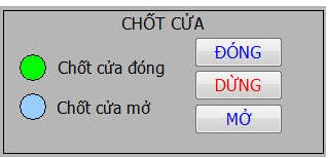 CHỐT CỬA
Chốt cửa đóng
Chốt cửa mở
ĐÓNG
DỪNG
MỞ